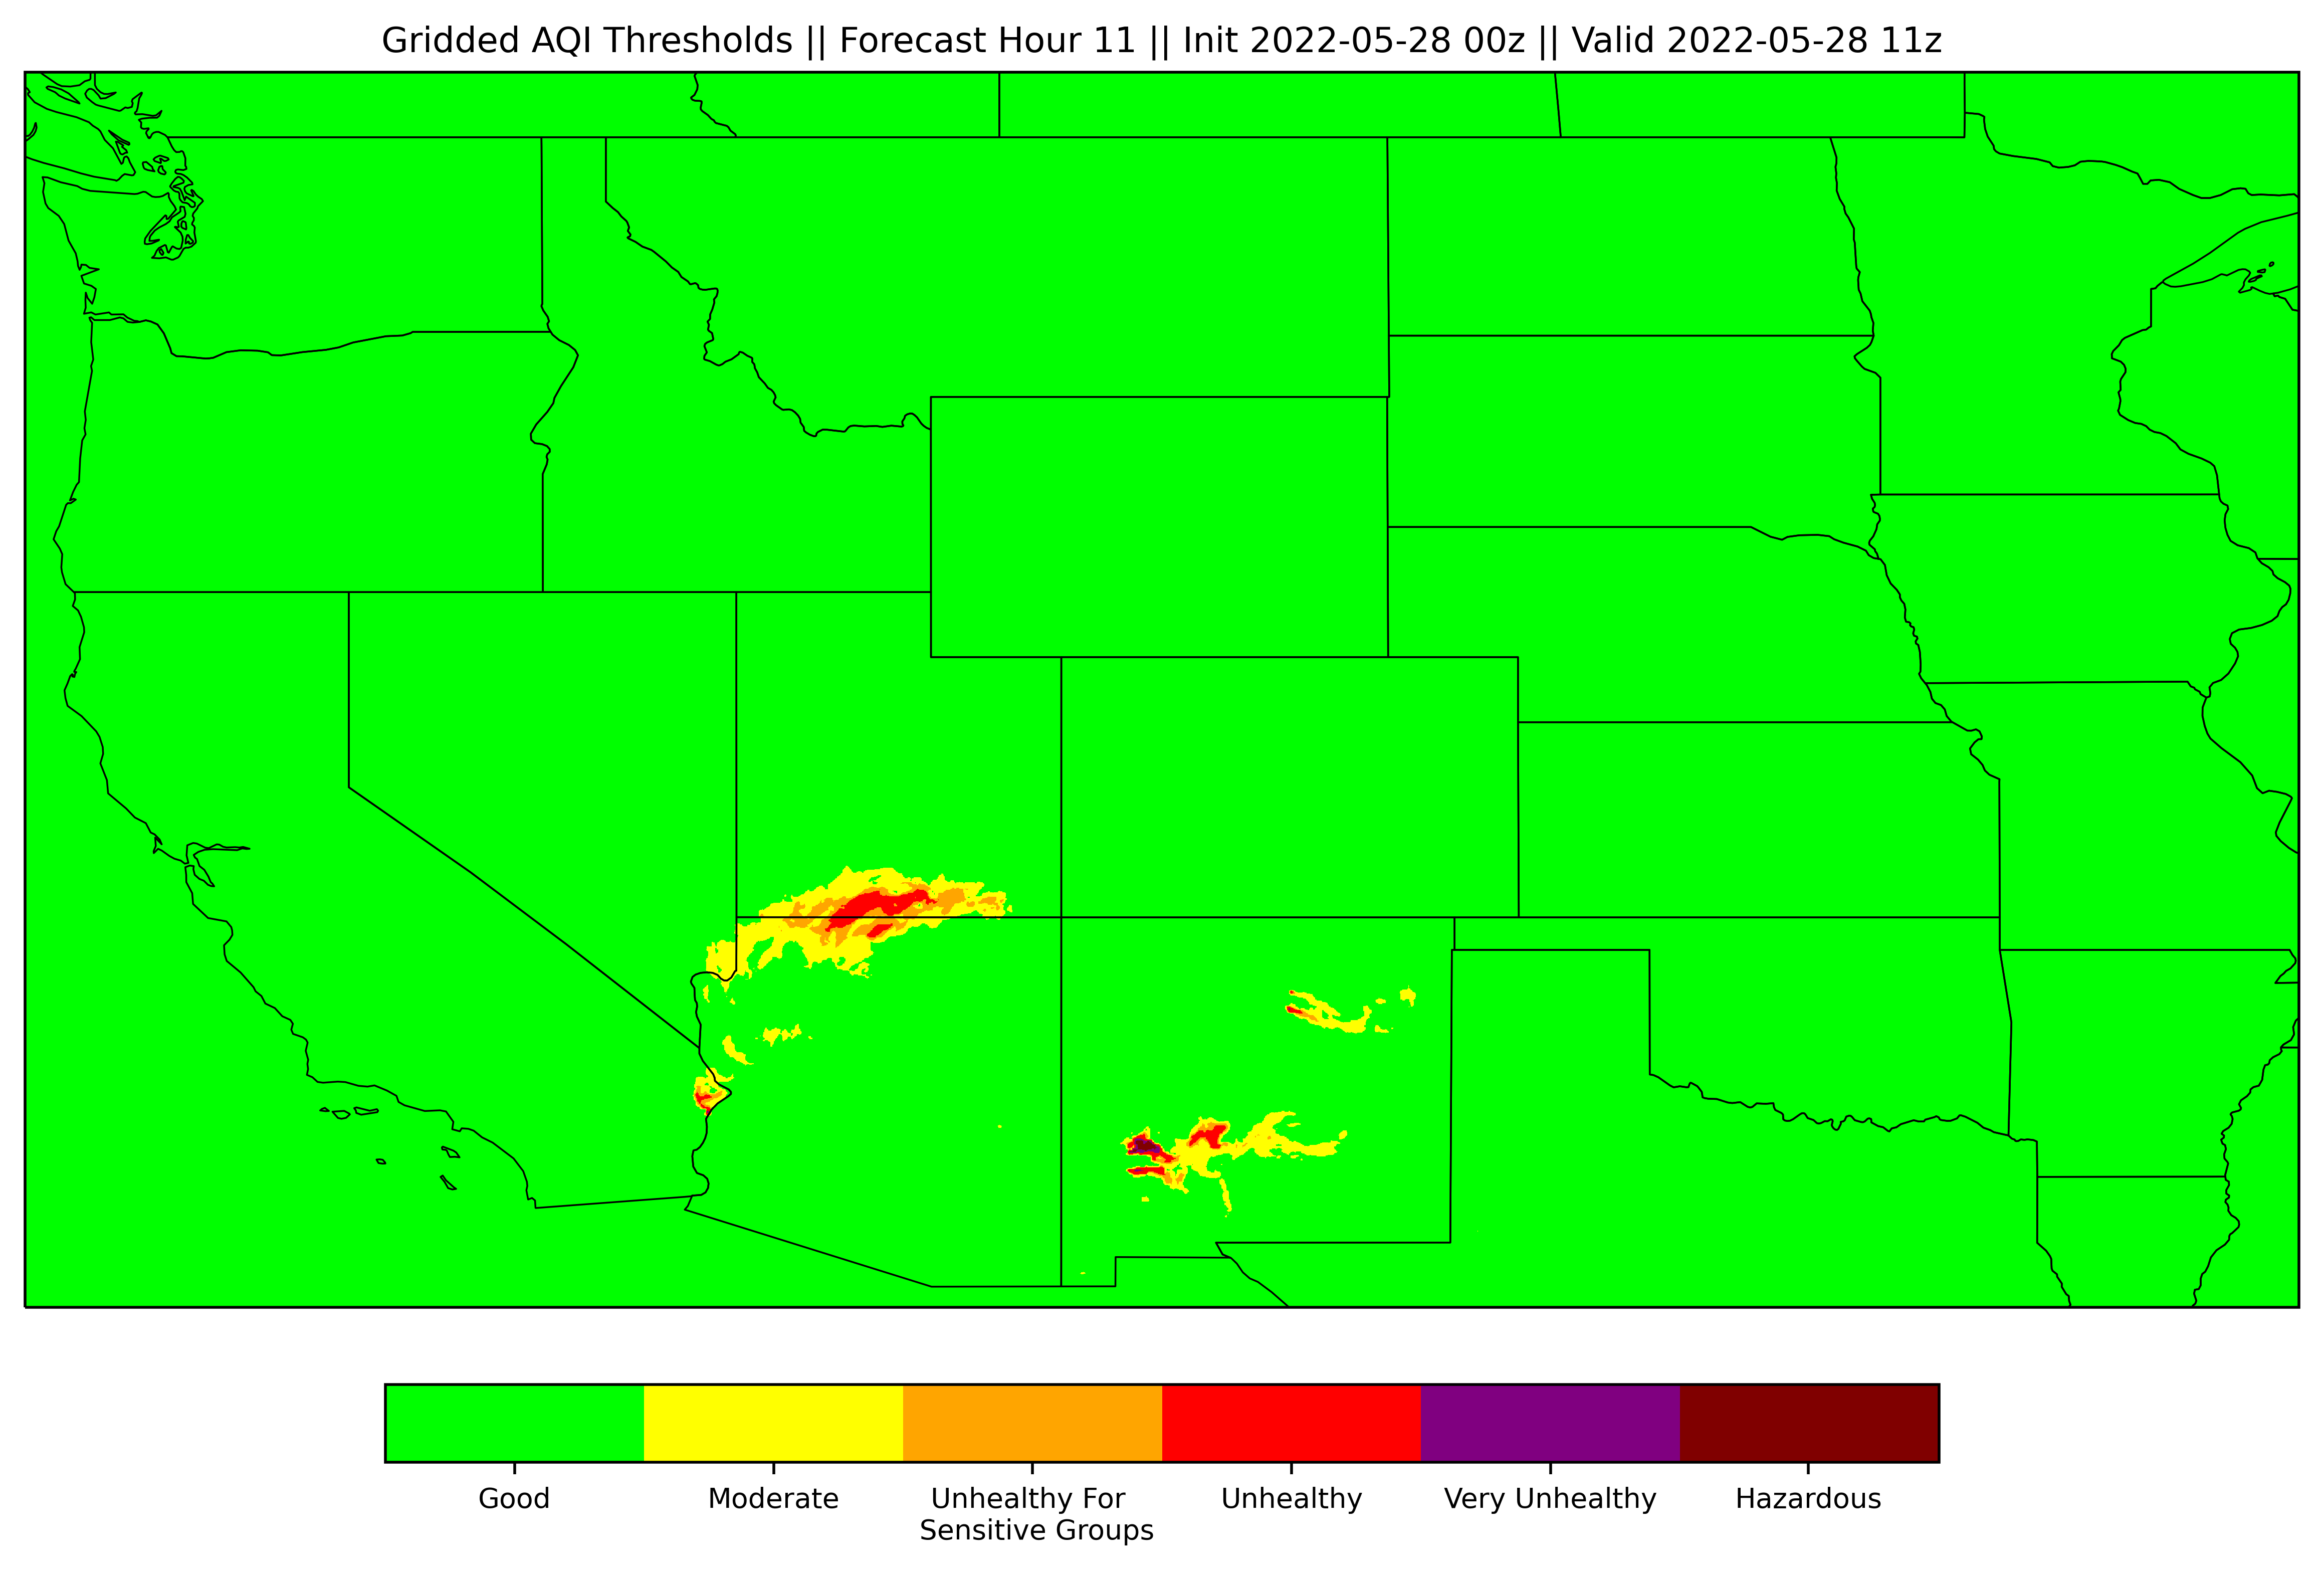 Gridded AQI Thresholds || Forecast Hour 11 || Init 2022-05-28 00z || Valid 2022-05-28 11z
Good
Moderate
Unhealthy For
Sensitive Groups
Unhealthy
Very Unhealthy
Hazardous